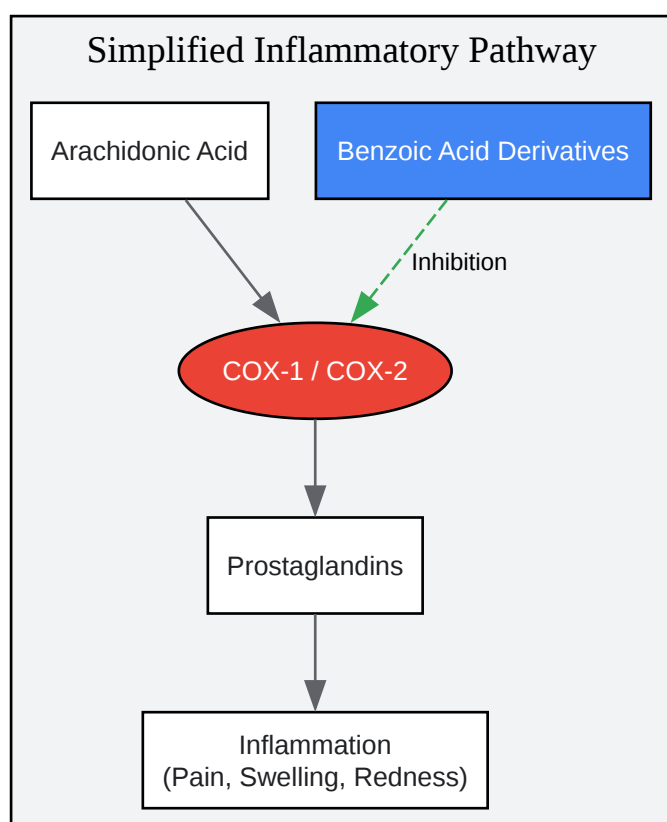 Simplified Inflammatory Pathway
Arachidonic Acid
Benzoic Acid Derivatives
Inhibition
COX-1 / COX-2
Prostaglandins
Inflammation
(Pain, Swelling, Redness)